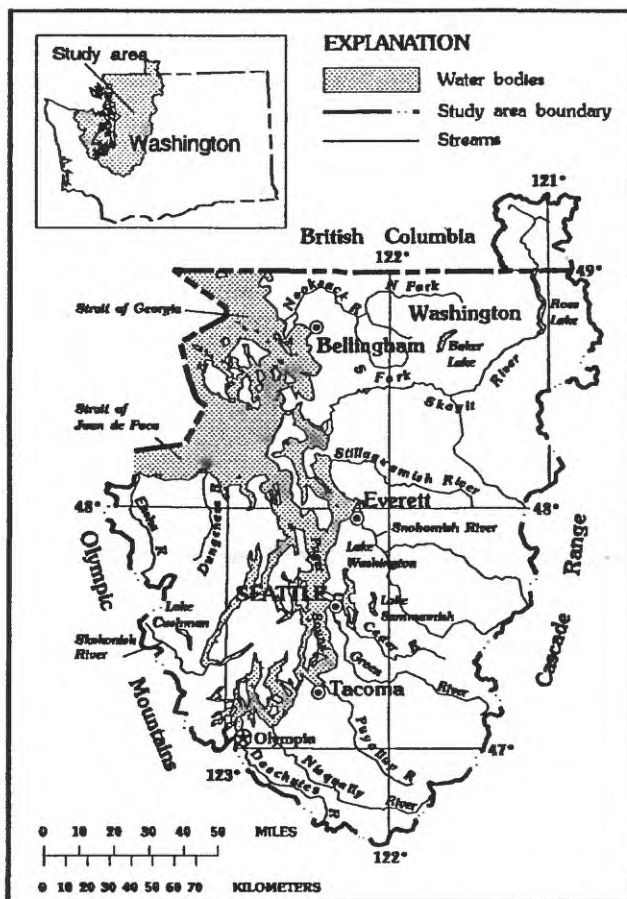 Study area
Washington
EXPLANATION
Water bodies
Study area boundary
Streams
121°
British Columbia
122°
49°
Strait of Georgia
Nooksack R
N Fork
Washington
Ross
Lake
Bellingham
Baker
Lake
S Fork
Skagit River
Strait of
Juan de Fuca
Stillaguamish River
48°
Everett
48°
Elwha R
Dungeness R
Snohomish River
Olympic Mountains
Puget Sound
Lake
Washington
Cascade Range
SEATTLE
Lake
Cushman
Lake
Sammamish
Skokomish
River
Cedar R
Green River
Tacoma
Puyallup R
Olympia
47°
123°
Deschutes R
Nisqually River
122°
0 10 20 30 40 50 MILES
0 10 20 30 40 50 60 70 KILOMETERS